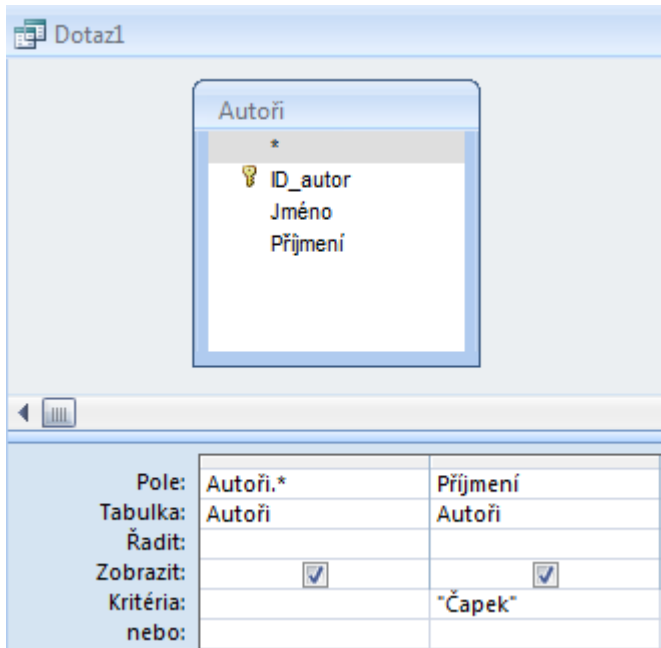 Dotaz1
Autoři
*
ID_autor
Jméno
Příjmení
Pole: Autoři.* Příjmení
Tabulka: Autoři Autoři
Řadit:
Zobrazit:
Kritéria: "Čapek"
nebo: